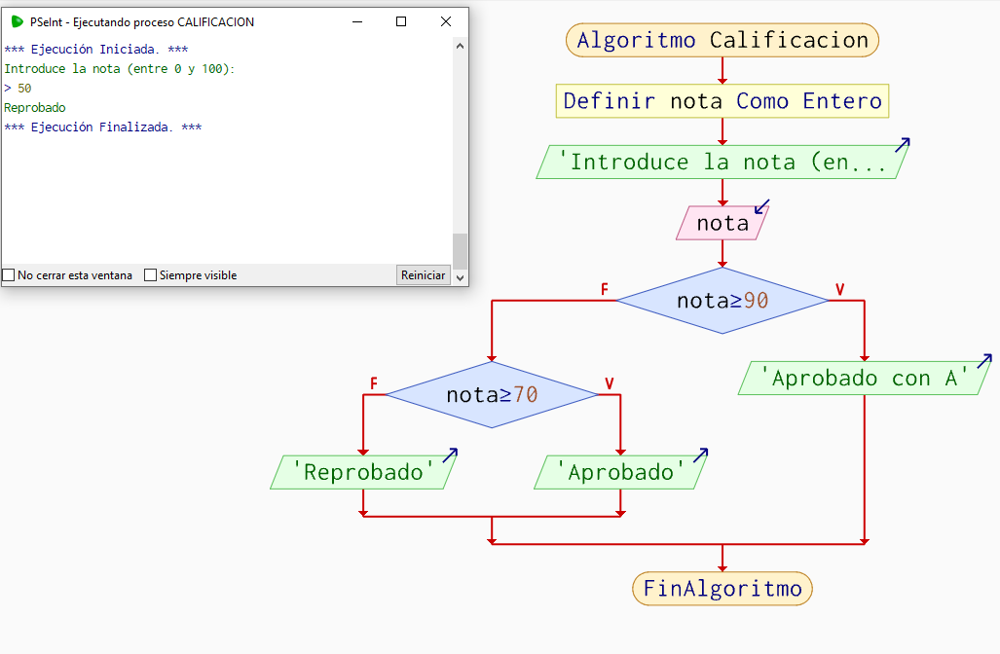 PSeInt - Ejecutando proceso CALIFICACION
*** Ejecución Iniciada. ***
Introduce la nota (entre 0 y 100):
> 50
Reprobado
*** Ejecución Finalizada. ***
No cerrar esta ventana
Siempre visible
Reiniciar
Algoritmo Calificacion
Definir nota Como Entero
'Introduce la nota (en...
nota
nota≥90
F
V
nota≥70
F
V
'Aprobado con A'
'Reprobado'
'Aprobado'
FinAlgoritmo